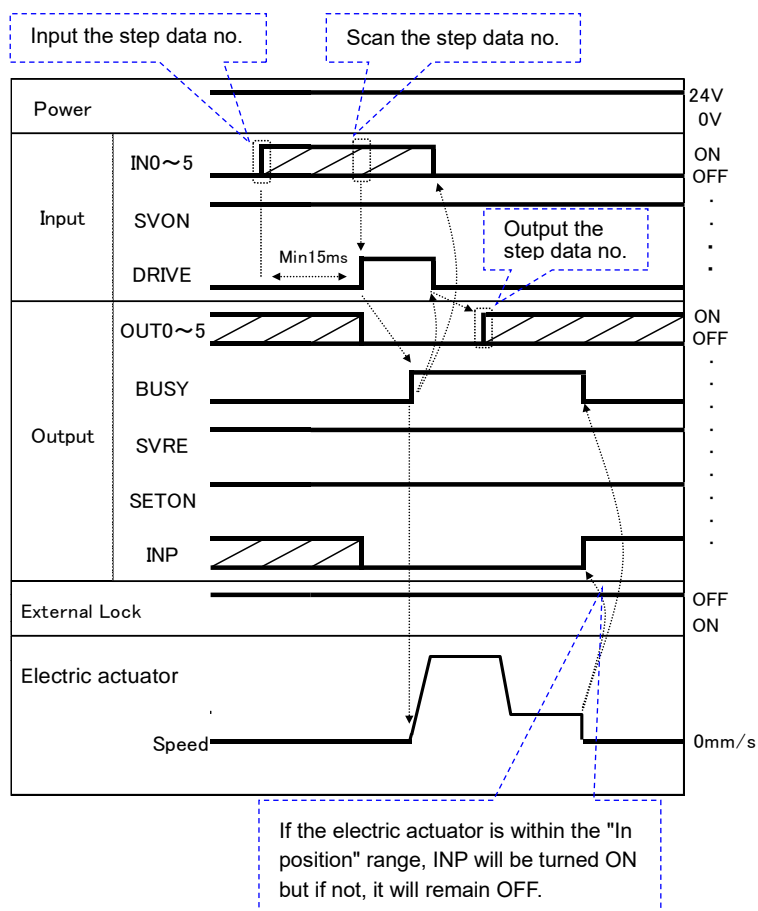 Input the step data no.
Scan the step data no.
Power
24V
0V
Input
IN0～5
ON
OFF
SVON
Output the
step data no.
Min15ms
DRIVE
Output
OUT0～5
ON
OFF
BUSY
SVRE
SETON
INP
External Lock
OFF
ON
Electric actuator
Speed
0mm/s
If the electric actuator is within the "In
position" range, INP will be turned ON
but if not, it will remain OFF.